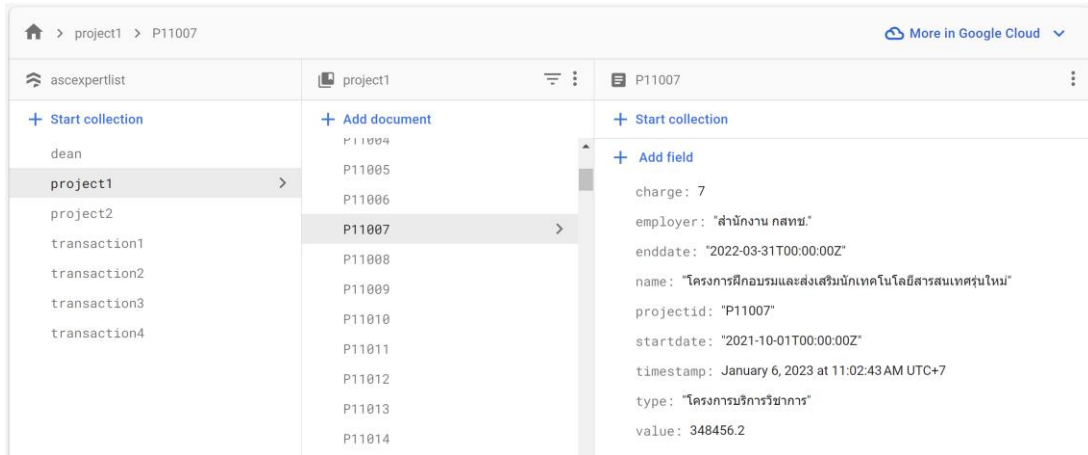 project1 > P11007
More in Google Cloud
ascexpertlist
+ Start collection
dean
project1
project2
transaction1
transaction2
transaction3
transaction4
project1
+ Add document
P11004
P11005
P11006
P11007
P11008
P11009
P11010
P11011
P11012
P11013
P11014
P11007
+ Start collection
+ Add field
charge: 7
employer: "สำนักงาน กสทช."
enddate: "2022-03-31T00:00:00Z"
name: "โครงการฝึกอบรมและส่งเสริมนักเทคโนโลยีสารสนเทศรุ่นใหม่"
projectid: "P11007"
startdate: "2021-10-01T00:00:00Z"
timestamp: January 6, 2023 at 11:02:43 AM UTC+7
type: "โครงการบริการวิชาการ"
value: 348456.2